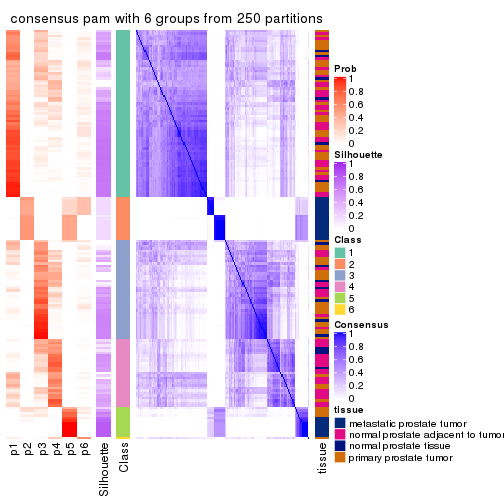 consensus pam with 6 groups from 250 partitions
Prob
1
0.8
0.6
0.4
0.2
0
Silhouette
1
0.8
0.6
0.4
0.2
0
Class
1
2
3
4
5
6
Consensus
1
0.8
0.6
0.4
0.2
0
tissue
metastatic prostate tumor
normal prostate adjacent to tumor
normal prostate tissue
primary prostate tumor
p1
p2
p3
p4
p5
p6
Silhouette
Class
tissue